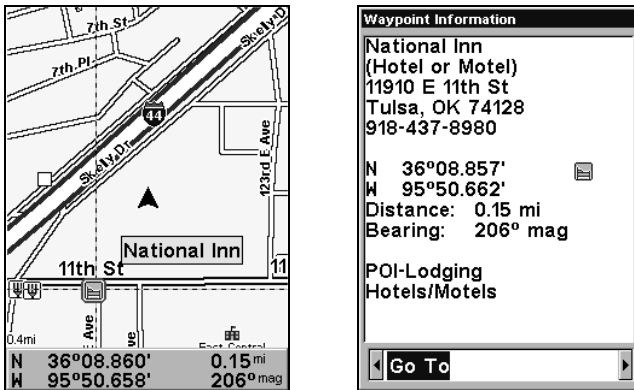 7th St
Skelly D
7th Pl
44
Skelly Dr
123rd E Ave
National Inn
11th St
11
Ave
Ave
0.4mi
East Central
N 36°08.860' 0.15 mi
W 95°50.658' 206° mag
Waypoint Information
National Inn
(Hotel or Motel)
11910 E 11th St
Tulsa, OK 74128
918-437-8980
N 36°08.857'
W 95°50.662'
Distance: 0.15 mi
Bearing: 206° mag
POI-Lodging
Hotels/Motels
Go To